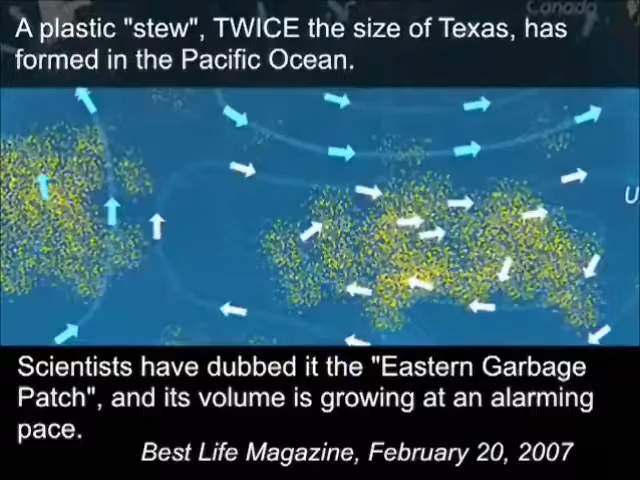 Canada
A plastic "stew", TWICE the size of Texas, has
formed in the Pacific Ocean.
U
Scientists have dubbed it the "Eastern Garbage
Patch", and its volume is growing at an alarming
pace.
Best Life Magazine, February 20, 2007